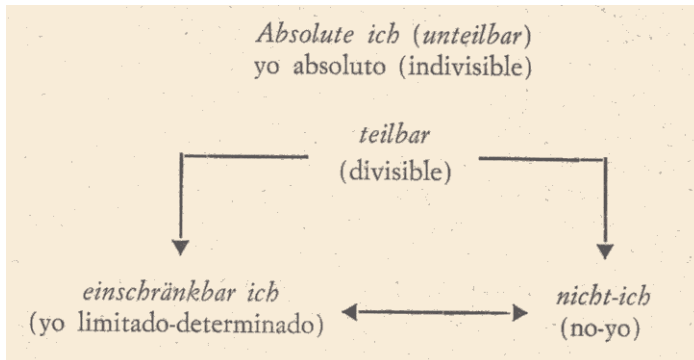 Absolute ich (unteilbar)
yo absoluto (indivisible)
teilbar
(divisible)
einschränkbar ich
(yo limitado-determinado)
nicht-ich
(no-yo)